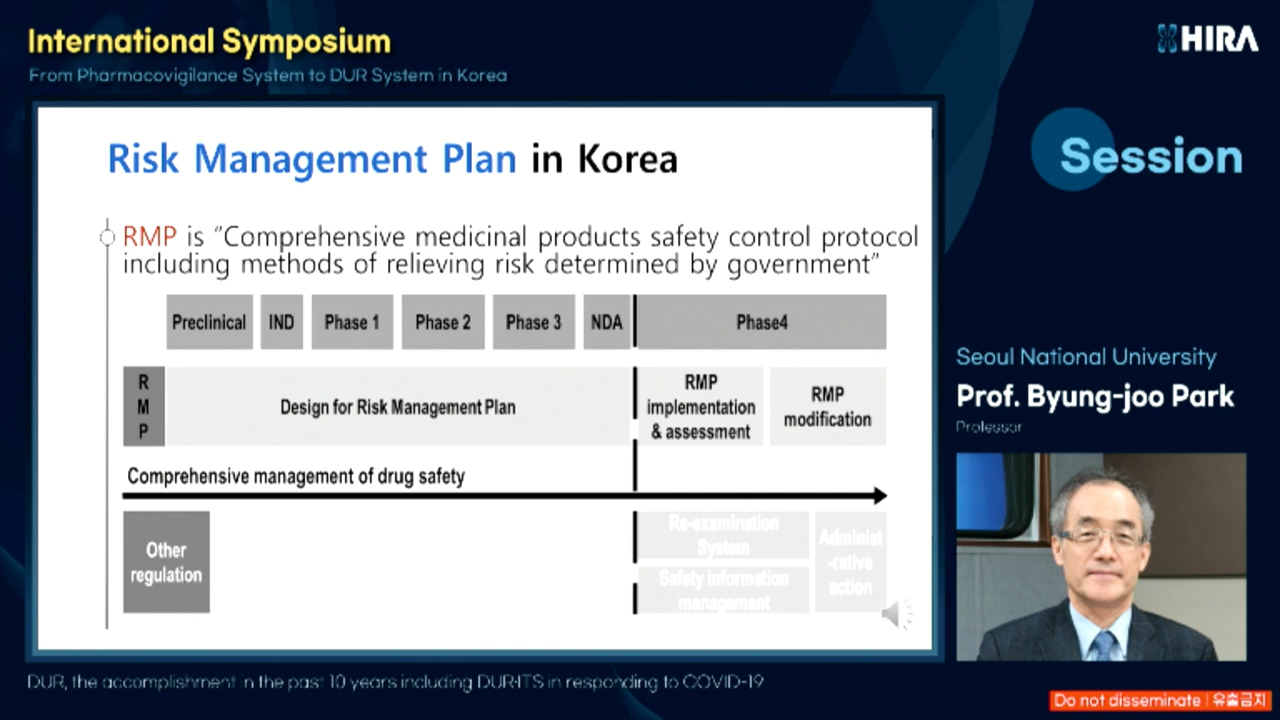 International Symposium
From Pharmacovigilance System to DUR System in Korea
HIRA
Session
Risk Management Plan in Korea
RMP is “Comprehensive medicinal products safety control protocol
including methods of relieving risk determined by government”
Preclinical IND Phase 1 Phase 2 Phase 3 NDA Phase4
R
M
P
Design for Risk Management Plan
RMP
implementation
& assessment
RMP
modification
Comprehensive management of drug safety
Other
regulation
Re-examination
System
Safety information
management
Administ
-rative
action
Seoul National University
Prof. Byung-joo Park
Professor
DUR, the accomplishment in the past 10 years including DUR·ITS in responding to COVID-19
Do not disseminate | 유출금지